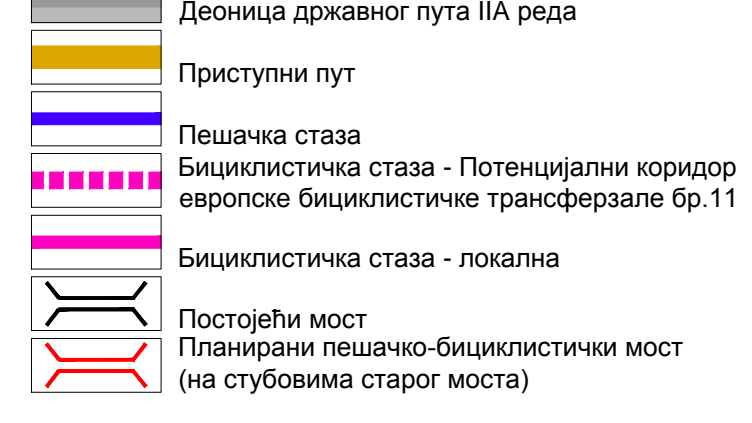 Деоница државног пута IIА реда
Приступни пут
Пешачка стаза
Бициклистичка стаза - Потенцијални коридор
европске бициклистичке трансферзале бр.11
Бициклистичка стаза - локална
Постојећи мост
Планирани пешачко-бициклистички мост
(на стубовима старог моста)